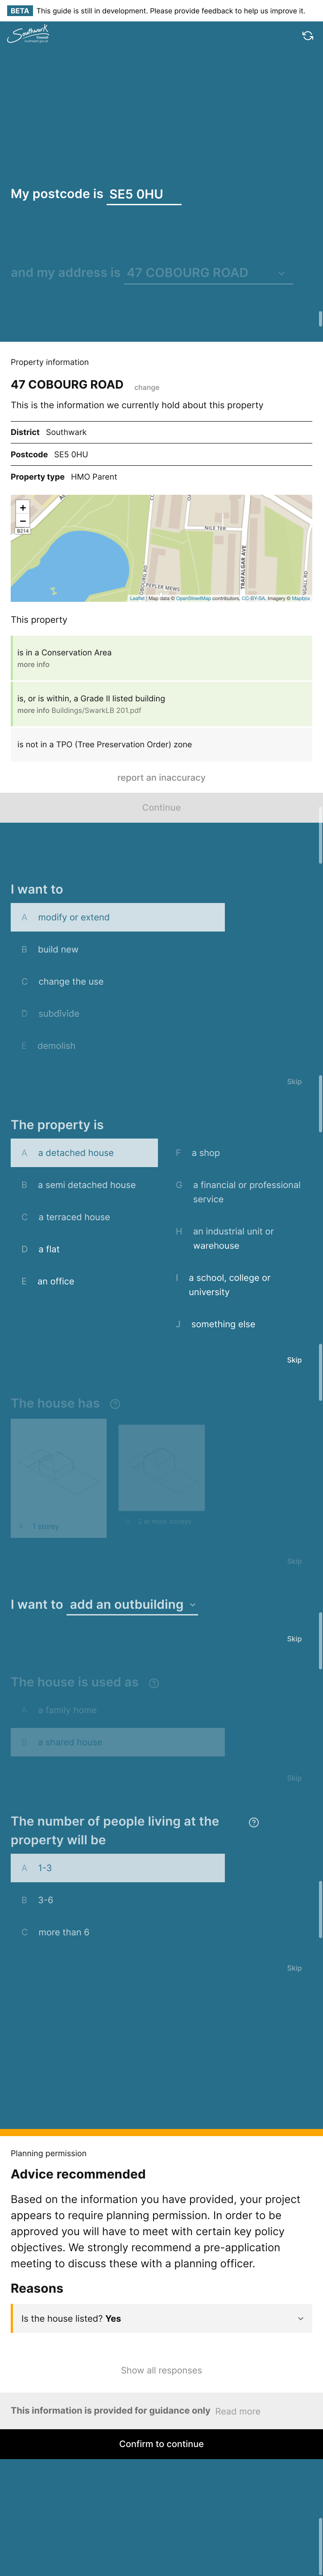 BETA This guide is still in development. Please provide feedback to help us improve it.
Southwark
Council
southwark.gov.uk
My postcode is SE5 0HU
and my address is 47 COBOURG ROAD
Property information
47 COBOURG ROAD change
This is the information we currently hold about this property
District Southwark
Postcode SE5 0HU
Property type HMO Parent
+
−
B214
NILE TER
TRAFALGAR AVE
PEPLER MEWS
Leaflet | Map data © OpenStreetMap contributors, CC-BY-SA, Imagery © Mapbox
This property
is in a Conservation Area
more info
is, or is within, a Grade II listed building
more info Buildings/SwarkLB 201.pdf
is not in a TPO (Tree Preservation Order) zone
report an inaccuracy
Continue
I want to
A modify or extend
B build new
C change the use
D subdivide
E demolish
Skip
The property is
A a detached house
B a semi detached house
C a terraced house
D a flat
E an office
F a shop
G a financial or professional
service
H an industrial unit or
warehouse
I a school, college or
university
J something else
Skip
The house has ?
A 1 storey
2 or more storeys
Skip
I want to add an outbuilding
Skip
The house is used as ?
A a family home
B a shared house
Skip
The number of people living at the ?
property will be
A 1-3
B 3-6
C more than 6
Skip
Planning permission
Advice recommended
Based on the information you have provided, your project
appears to require planning permission. In order to be
approved you will have to meet with certain key policy
objectives. We strongly recommend a pre-application
meeting to discuss these with a planning officer.
Reasons
Is the house listed? Yes
Show all responses
This information is provided for guidance only Read more
Confirm to continue